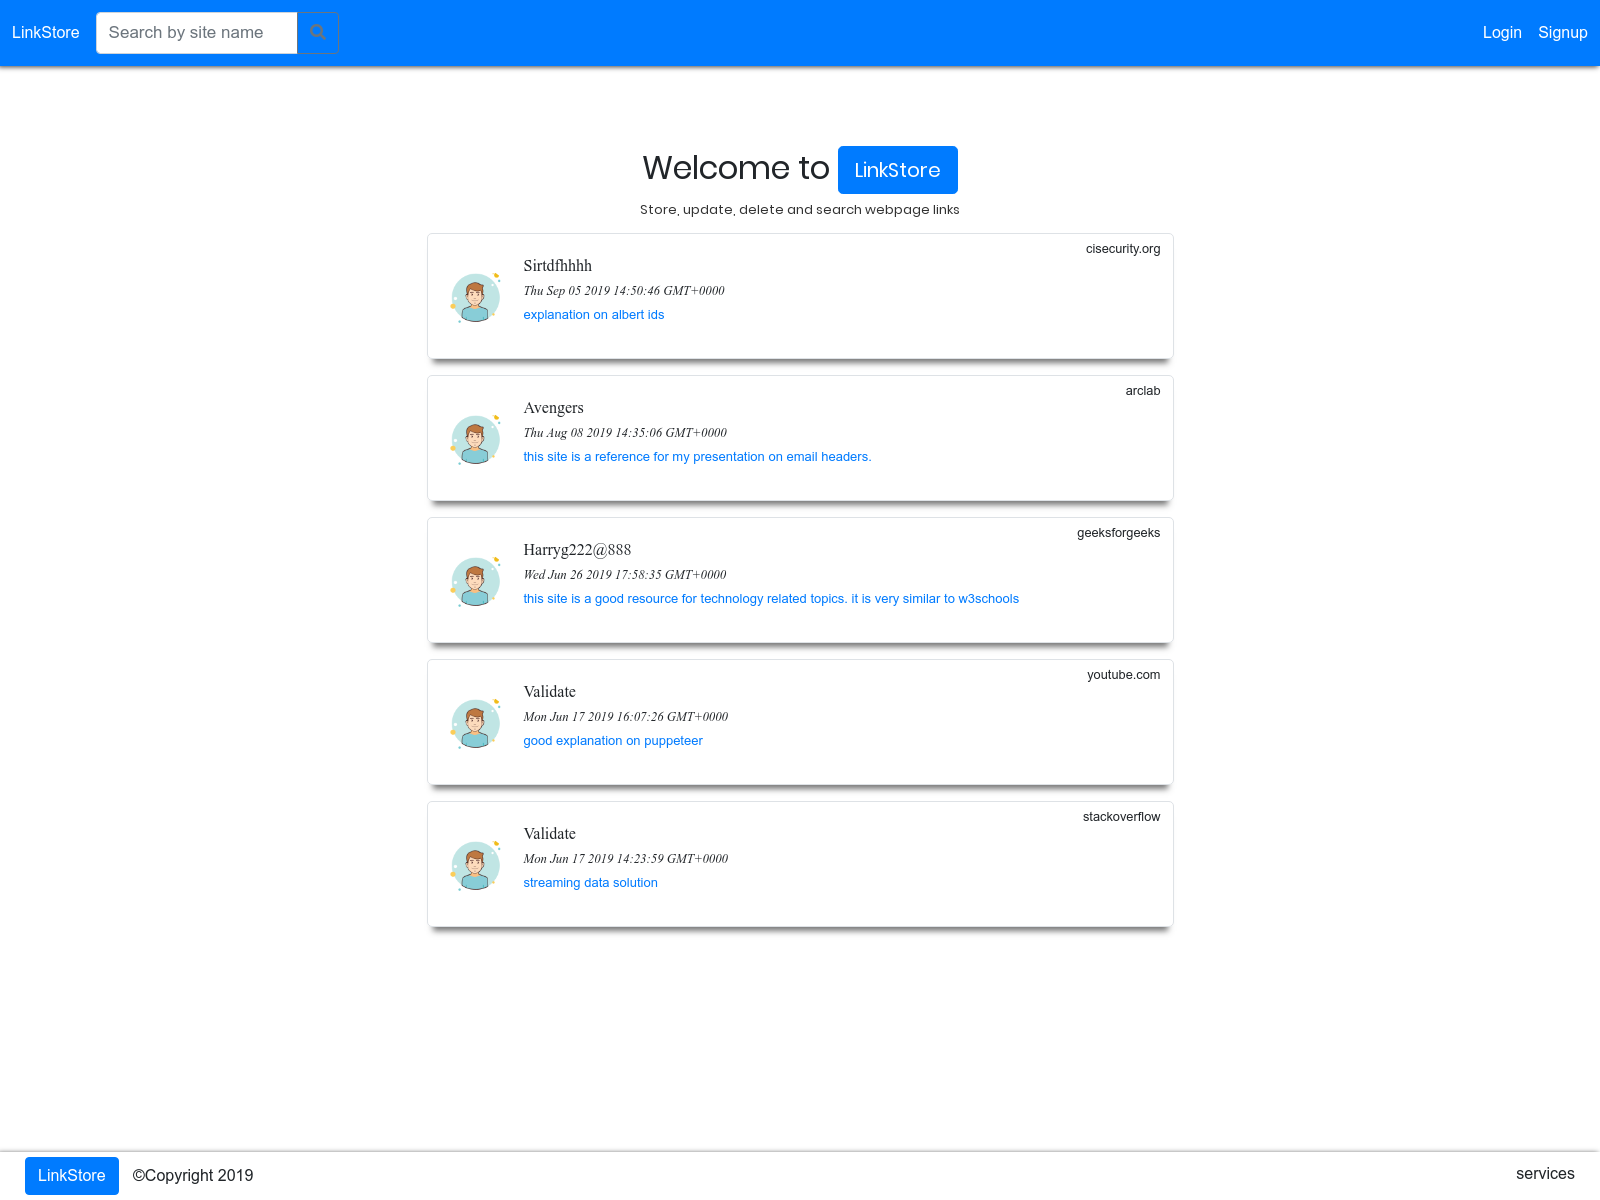 LinkStore
Search by site name
Login
Signup
Welcome to LinkStore
Store, update, delete and search webpage links
cisecurity.org
Sirtdfhhhh
Thu Sep 05 2019 14:50:46 GMT+0000
explanation on albert ids
arclab
Avengers
Thu Aug 08 2019 14:35:06 GMT+0000
this site is a reference for my presentation on email headers.
geeksforgeeks
Harryg222@888
Wed Jun 26 2019 17:58:35 GMT+0000
this site is a good resource for technology related topics. it is very similar to w3schools
youtube.com
Validate
Mon Jun 17 2019 16:07:26 GMT+0000
good explanation on puppeteer
stackoverflow
Validate
Mon Jun 17 2019 14:23:59 GMT+0000
streaming data solution
LinkStore
©Copyright 2019
services